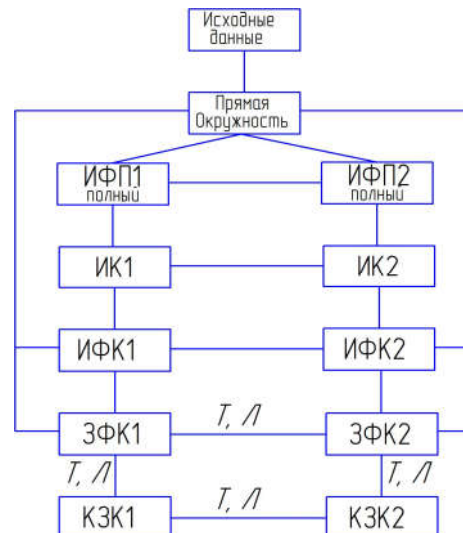 Исходные
данные
Прямая
Окружность
ИФП1
полный
ИФП2
полный
ИК1
ИК2
ИФК1
ИФК2
Т, Л
ЗФК1
ЗФК2
Т, Л
Т, Л
Т, Л
КЗК1
КЗК2